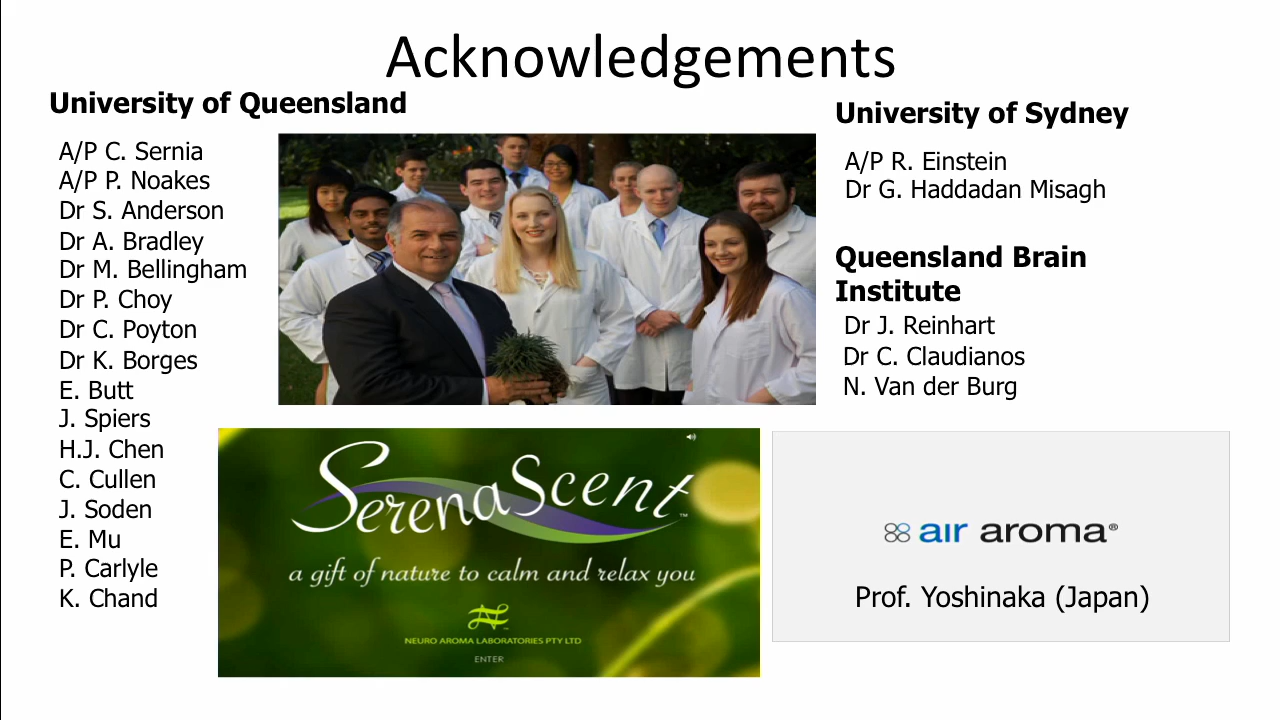 Acknowledgements
University of Queensland
A/P C. Sernia
A/P P. Noakes
Dr S. Anderson
Dr A. Bradley
Dr M. Bellingham
Dr P. Choy
Dr C. Poyton
Dr K. Borges
E. Butt
J. Spiers
H.J. Chen
C. Cullen
J. Soden
E. Mu
P. Carlyle
K. Chand
University of Sydney
A/P R. Einstein
Dr G. Haddadan Misagh
Queensland Brain
Institute
Dr J. Reinhart
Dr C. Claudianos
N. Van der Burg
SerenaScent™
a gift of nature to calm and relax you
NEURO AROMA LABORATORIES PTY LTD
ENTER
air aroma®
Prof. Yoshinaka (Japan)